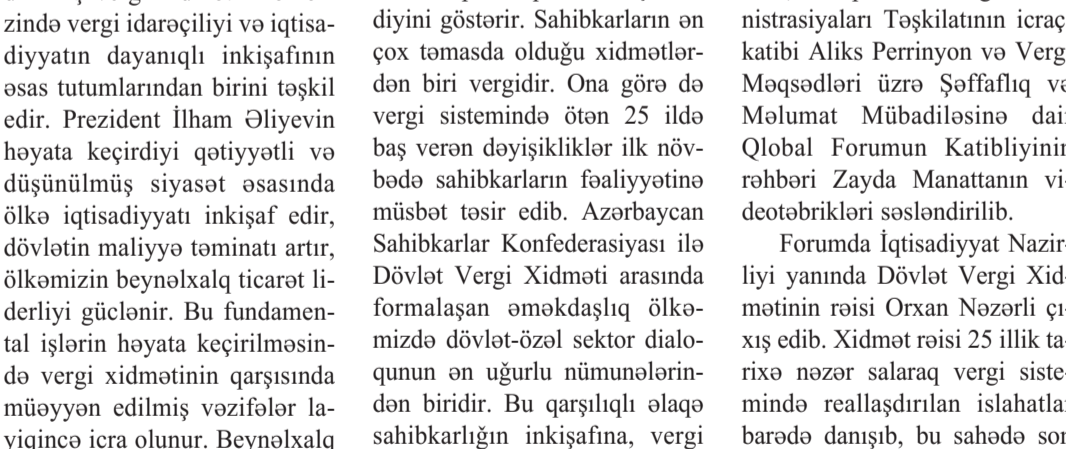 zində vergi idarəçiliyi və iqtisa-
diyyatın dayanıqlı inkişafının
əsas tutumlarından birini təşkil
edir. Prezident İlham Əliyevin
həyata keçirdiyi qətiyyətli və
düşünülmüş siyasət əsasında
ölkə iqtisadiyyatı inkişaf edir,
dövlətin maliyyə təminatı artır,
ölkəmizin beynəlxalq ticarət li-
derliyi güclənir. Bu fundamen-
tal işlərin həyata keçirilməsin-
də vergi xidmətinin qarşısında
müəyyən edilmiş vəzifələr la-
yiqincə icra olunur. Beynəlxalq
diyini göstərir. Sahibkarların ən
çox təmasda olduğu xidmətlər-
dən biri vergidir. Ona görə də
vergi sistemində ötən 25 ildə
baş verən dəyişikliklər ilk növ-
bədə sahibkarların fəaliyyətinə
müsbət təsir edib. Azərbaycan
Sahibkarlar Konfederasiyası ilə
Dövlət Vergi Xidməti arasında
formalaşan əməkdaşlıq ölkə-
mizdə dövlət-özəl sektor dialo-
qunun ən uğurlu nümunələrin-
dən biridir. Bu qarşılıqlı əlaqə
sahibkarlığın inkişafına, vergi
nistrasiyaları Təşkilatının icraç
katibi Aliks Perrinyon və Verg
Məqsədləri üzrə Şəffaflıq və
Məlumat Mübadiləsinə dair
Qlobal Forumun Katibliyinin
rəhbəri Zayda Manattanın vi-
deotəbrikləri səsləndirilib.
Forumda İqtisadiyyat Nazir-
liyi yanında Dövlət Vergi Xid-
mətinin rəisi Orxan Nəzərli çı-
xış edib. Xidmət rəisi 25 illik ta-
rixə nəzər salaraq vergi siste-
mində reallaşdırılan islahatlar
barədə danışıb, bu sahədə son